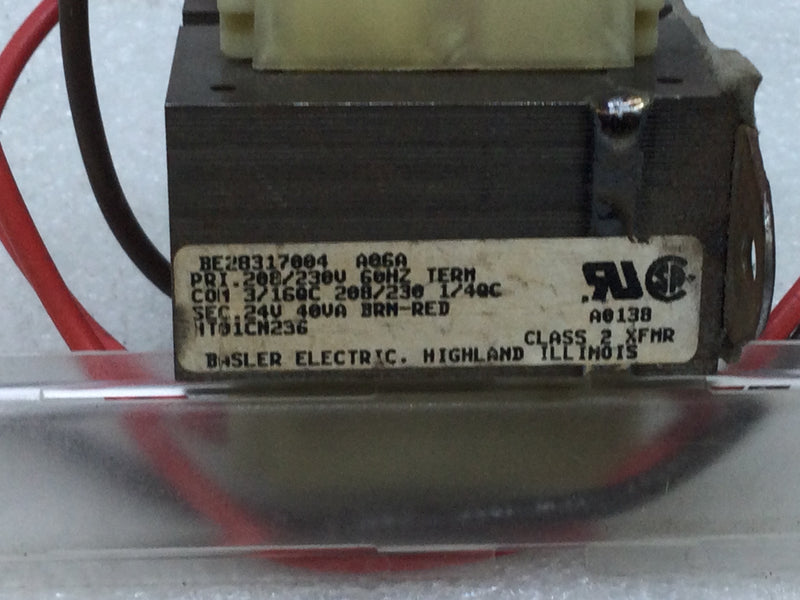 BE28317004 A06A
PRI.208/230V 60HZ TERM
COM 3/16QC 208/230 1/4QC
SEC.24V 40VA BRN-RED
HT01CN236
A0138
CLASS 2 XFMR
BASLER ELECTRIC, HIGHLAND ILLINOIS